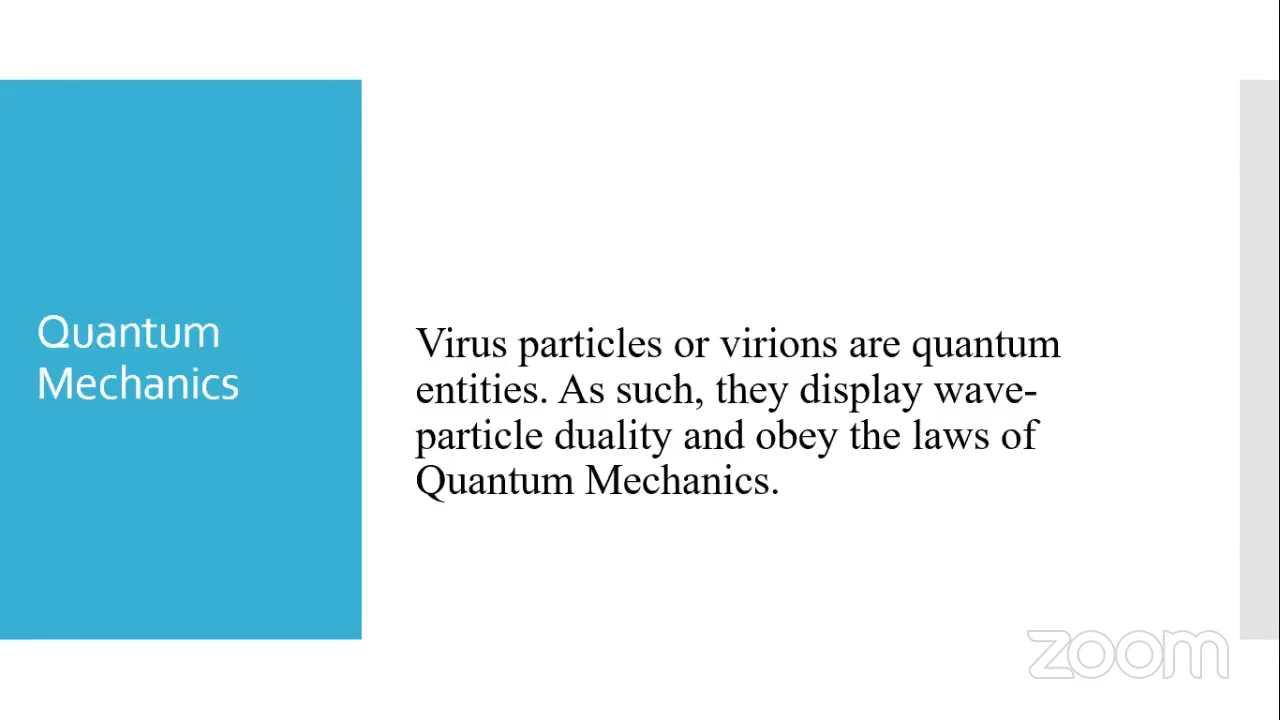 Quantum
Mechanics
Virus particles or virions are quantum
entities. As such, they display wave-
particle duality and obey the laws of
Quantum Mechanics.
zoom